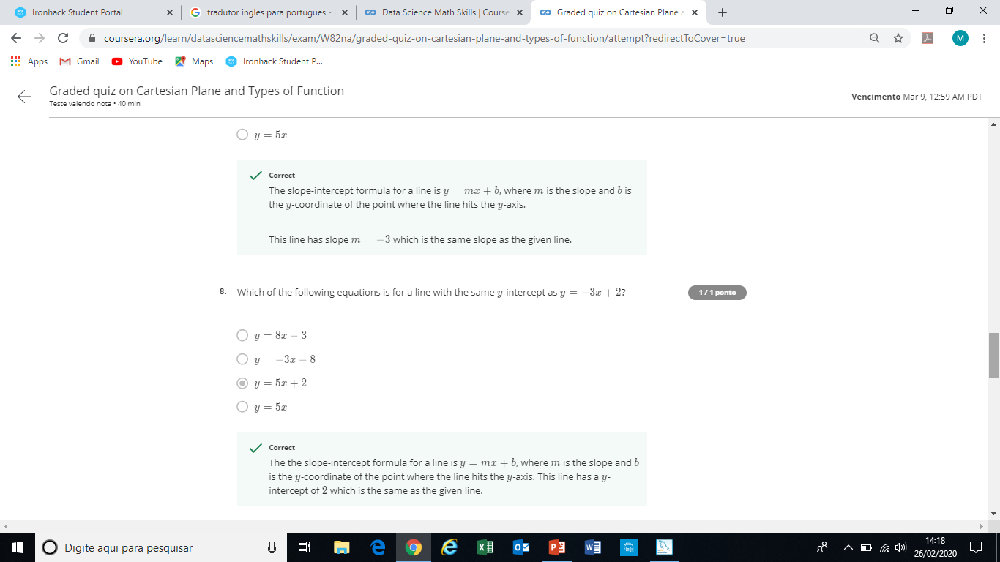 Ironhack Student Portal
tradutor ingles para portugues -
Data Science Math Skills | Course
Graded quiz on Cartesian Plane a
coursera.org/learn/datasciencemathskills/exam/W82na/graded-quiz-on-cartesian-plane-and-types-of-function/attempt?redirectToCover=true
M
Apps
Gmail
YouTube
Maps
Ironhack Student P...
Graded quiz on Cartesian Plane and Types of Function
Teste valendo nota • 40 min
Vencimento Mar 9, 12:59 AM PDT
y = 5x
Correct
The slope-intercept formula for a line is y = mx + b, where m is the slope and b is
the y-coordinate of the point where the line hits the y-axis.
This line has slope m = −3 which is the same slope as the given line.
8. Which of the following equations is for a line with the same y-intercept as y = −3x + 2?
1 / 1 ponto
y = 8x − 3
y = −3x − 8
y = 5x + 2
y = 5x
Correct
The the slope-intercept formula for a line is y = mx + b, where m is the slope and b
is the y-coordinate of the point where the line hits the y-axis. This line has a y-
intercept of 2 which is the same as the given line.
Digite aqui para pesquisar
14:18
26/02/2020